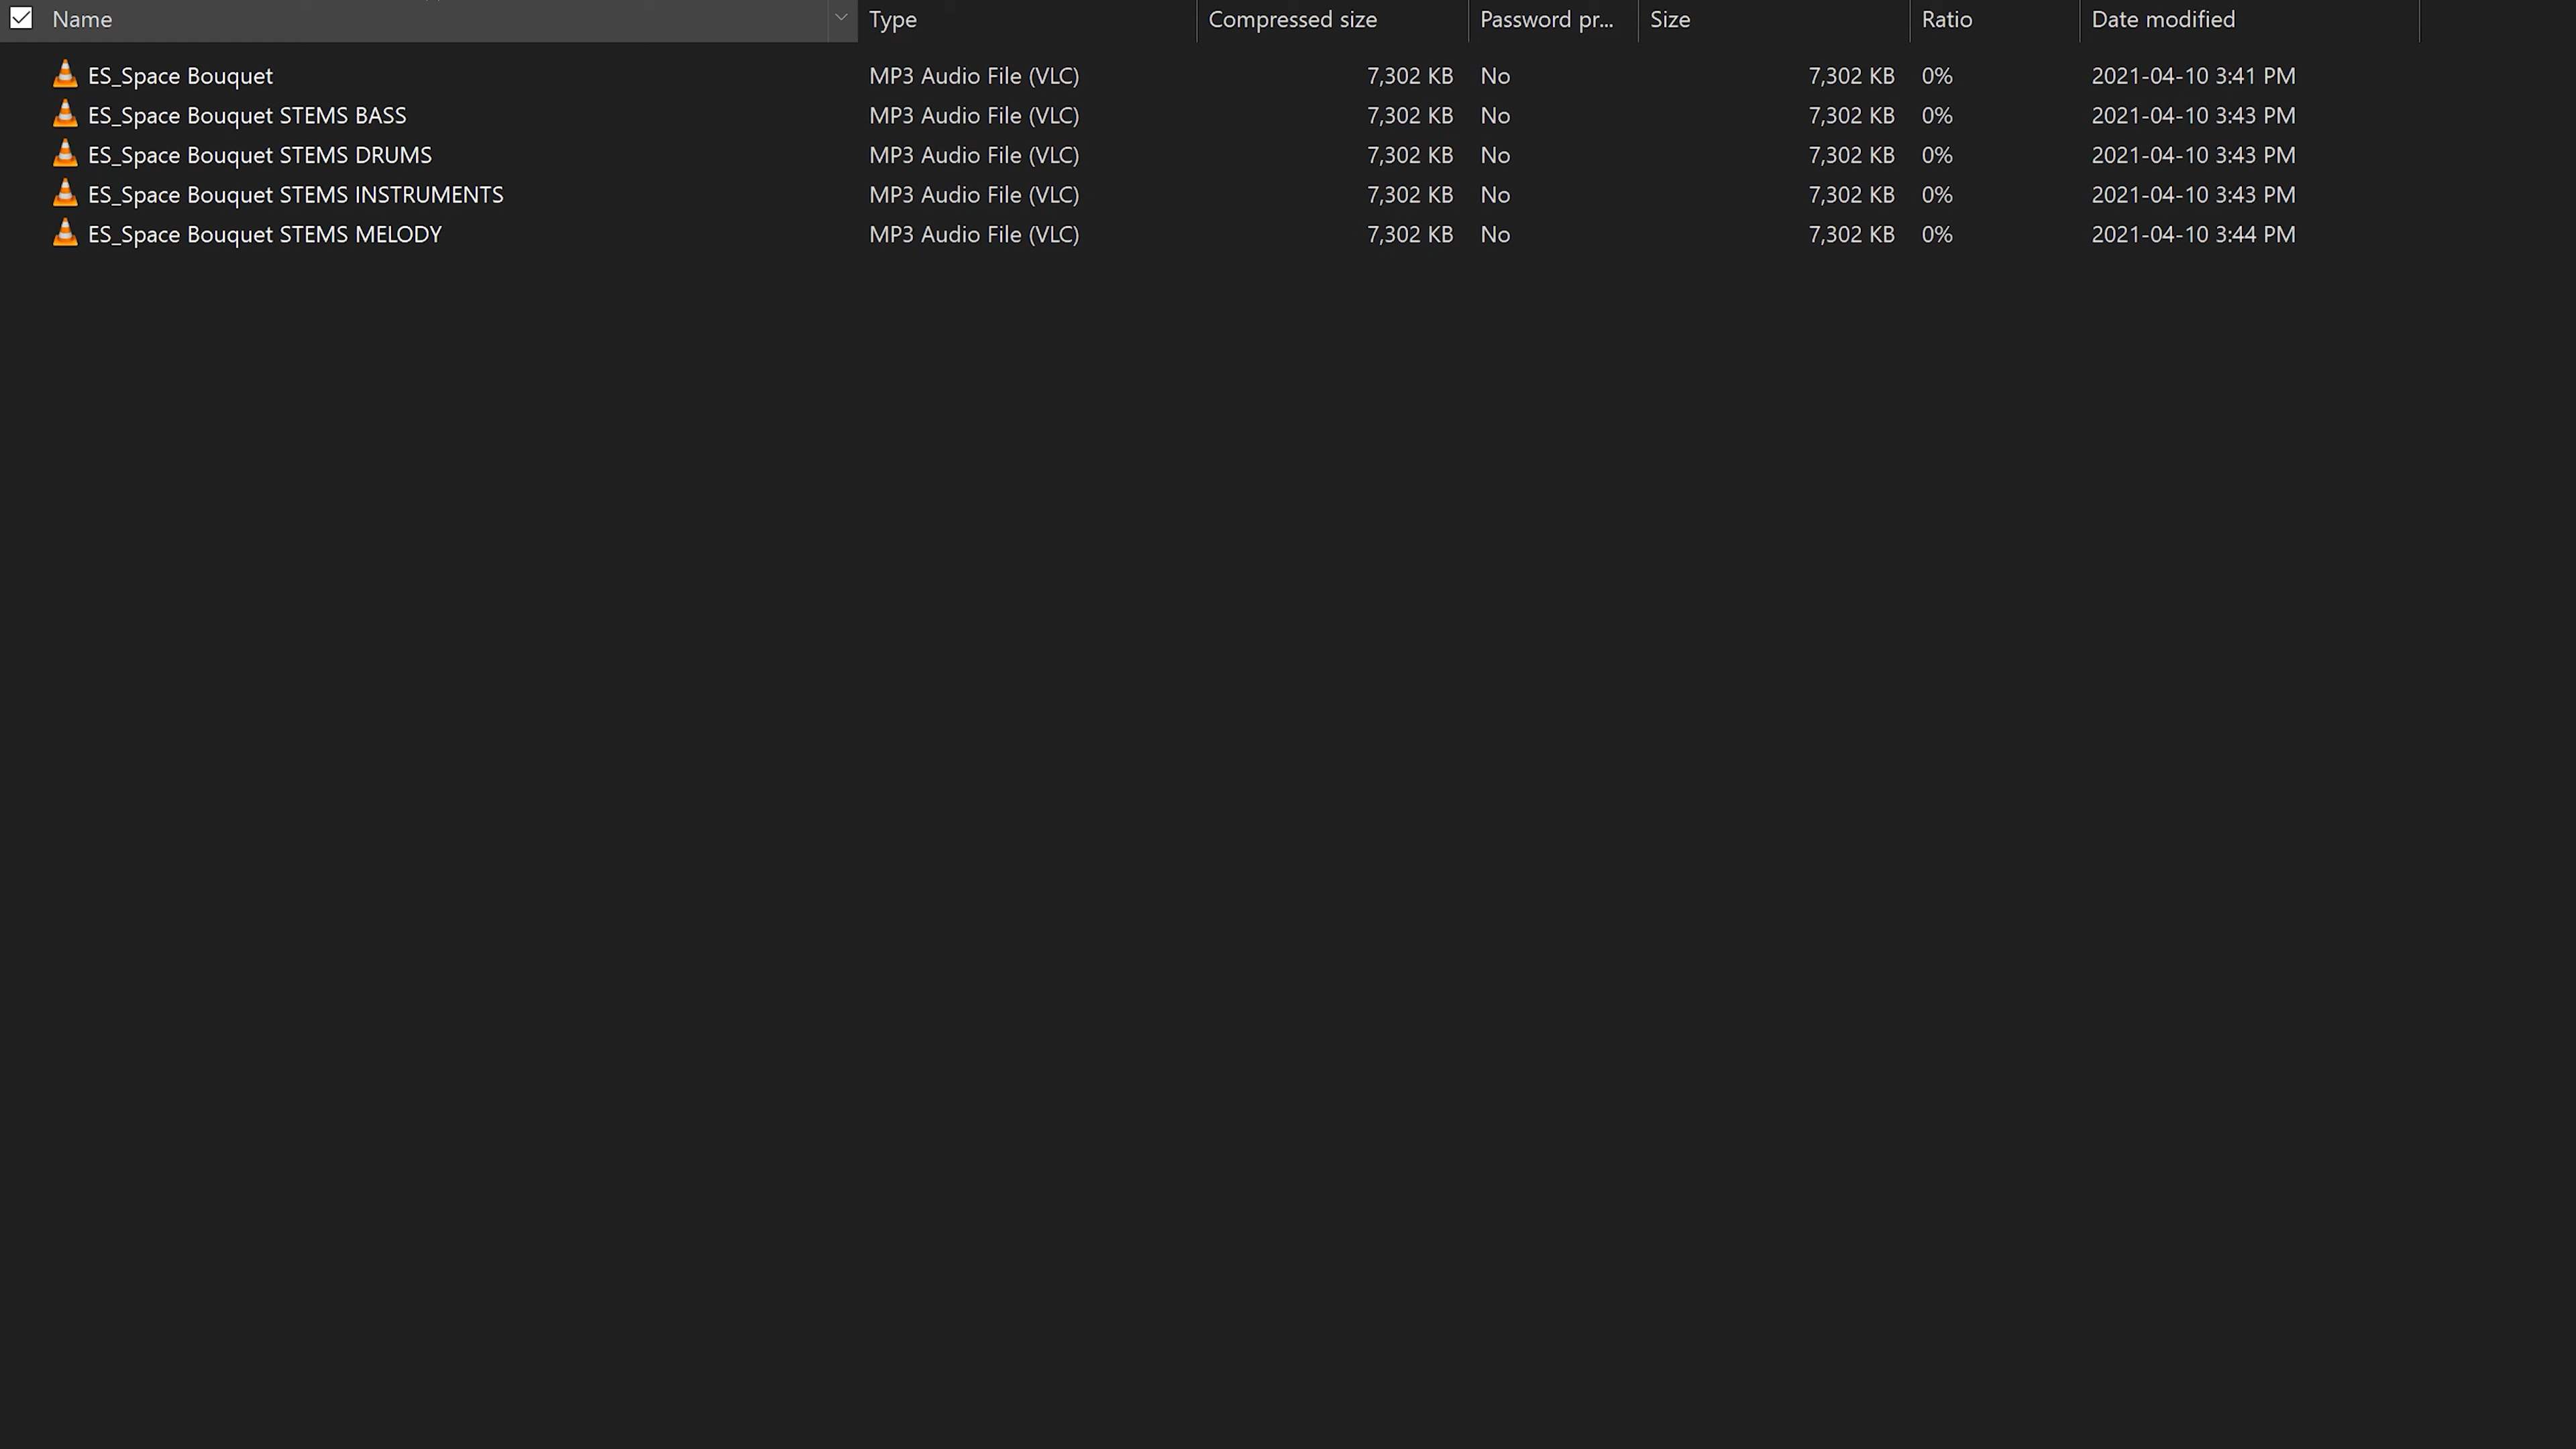 Name Type Compressed size Password pr... Size Ratio Date modified
ES_Space Bouquet MP3 Audio File (VLC) 7,302 KB No 7,302 KB 0% 2021-04-10 3:41 PM
ES_Space Bouquet STEMS BASS MP3 Audio File (VLC) 7,302 KB No 7,302 KB 0% 2021-04-10 3:43 PM
ES_Space Bouquet STEMS DRUMS MP3 Audio File (VLC) 7,302 KB No 7,302 KB 0% 2021-04-10 3:43 PM
ES_Space Bouquet STEMS INSTRUMENTS MP3 Audio File (VLC) 7,302 KB No 7,302 KB 0% 2021-04-10 3:43 PM
ES_Space Bouquet STEMS MELODY MP3 Audio File (VLC) 7,302 KB No 7,302 KB 0% 2021-04-10 3:44 PM